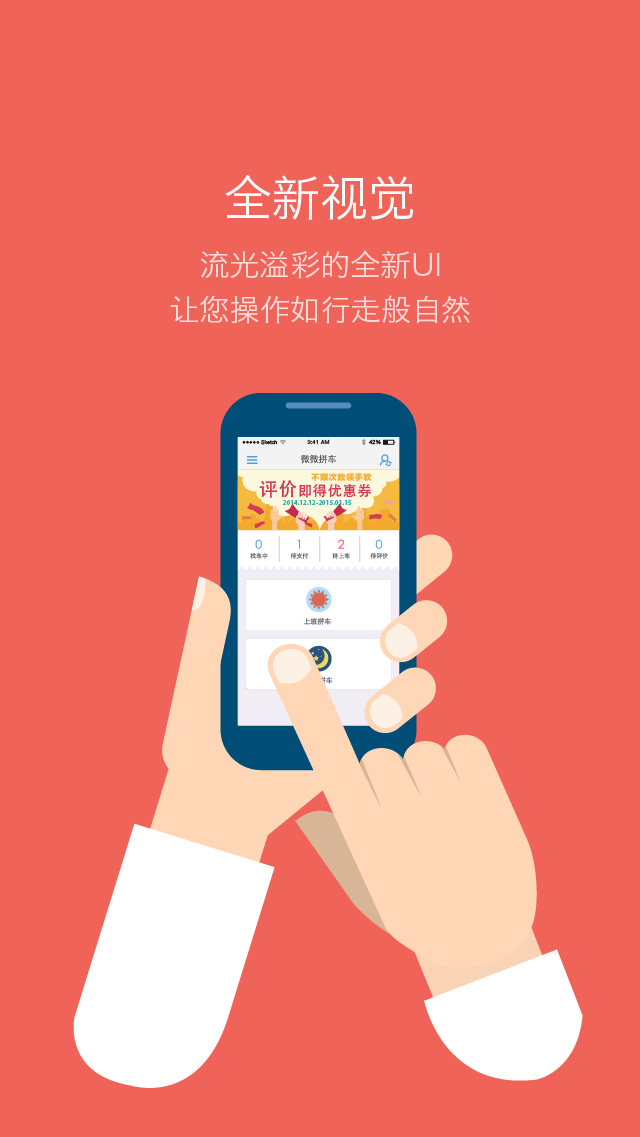 全新视觉
流光溢彩的全新UI
让您操作如行走般自然
Sketch 9:41 AM 42%
微微拼车
不限次数领手软
评价即得优惠券
2014.12.12-2015.01.15
0 1 2 0
找车中 待支付 待上车 待评价
上班拼车
拼车